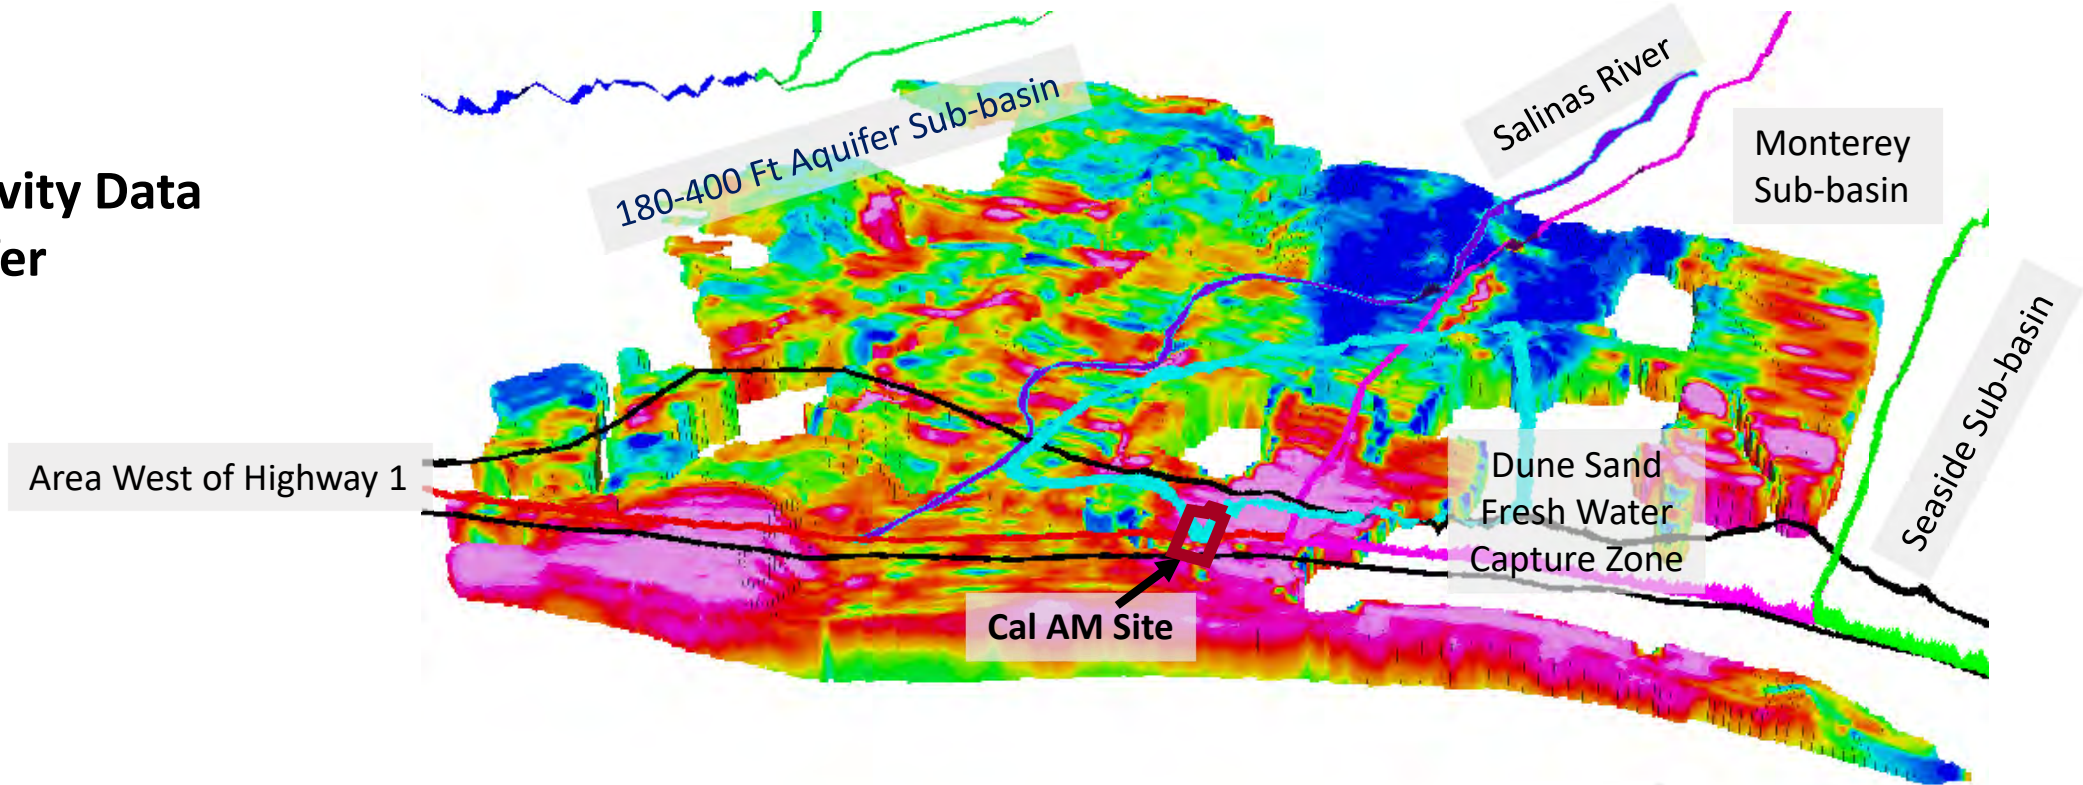 vity Data
er
180-400 Ft Aquifer Sub-basin
Salinas River
Monterey
Sub-basin
Seaside Sub-basin
Area West of Highway 1
Dune Sand
Fresh Water
Capture Zone
Cal AM Site